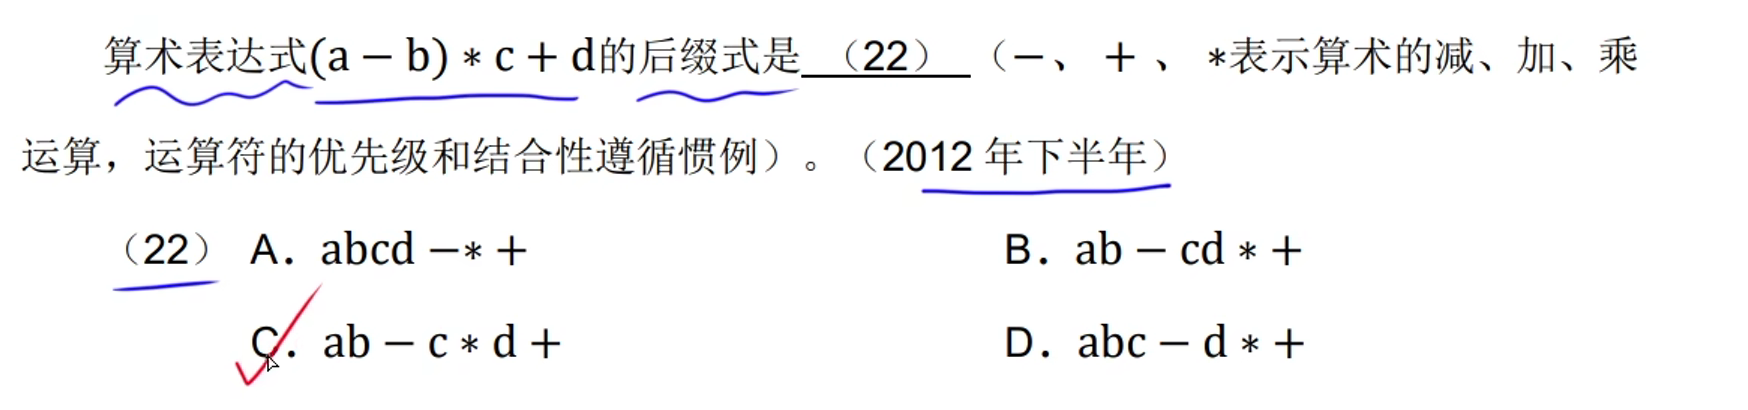 算术表达式(a − b) ∗ c + d的后缀式是 （22） （−、 + 、 ∗表示算术的减、加、乘
运算，运算符的优先级和结合性遵循惯例）。（2012 年下半年）
（22） A. abcd −∗ + B. ab − cd ∗ +
C. ab − c ∗ d + D. abc − d ∗ +